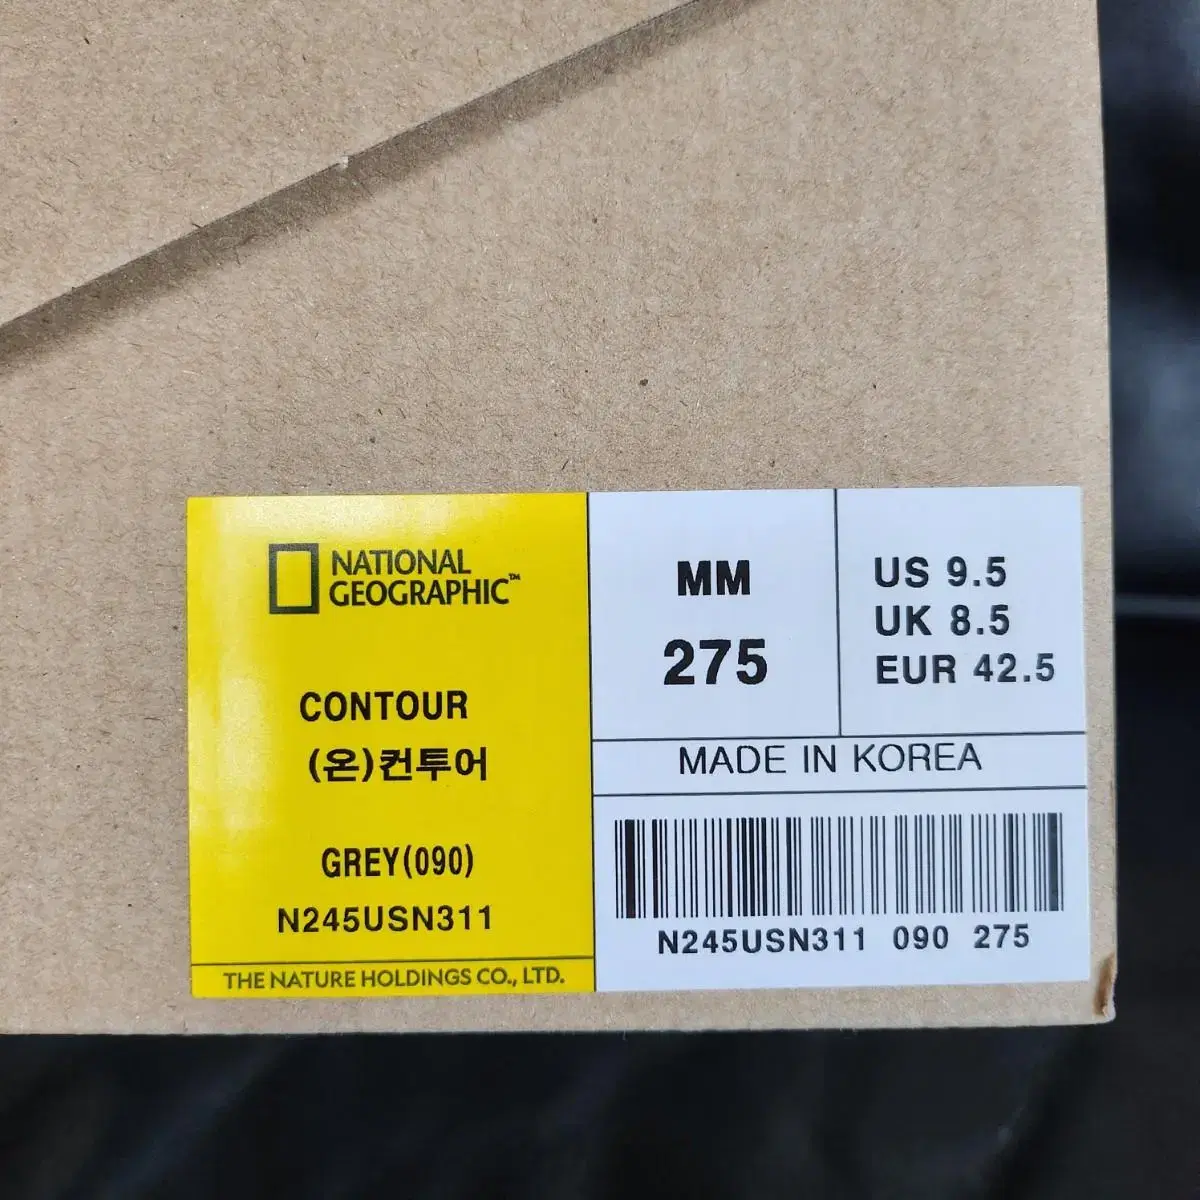 NATIONAL
GEOGRAPHIC™
CONTOUR
(온)컨투어
GREY(090)
N245USN311
THE NATURE HOLDINGS CO., LTD.
MM
275
US 9.5
UK 8.5
EUR 42.5
MADE IN KOREA
N245USN311 090 275